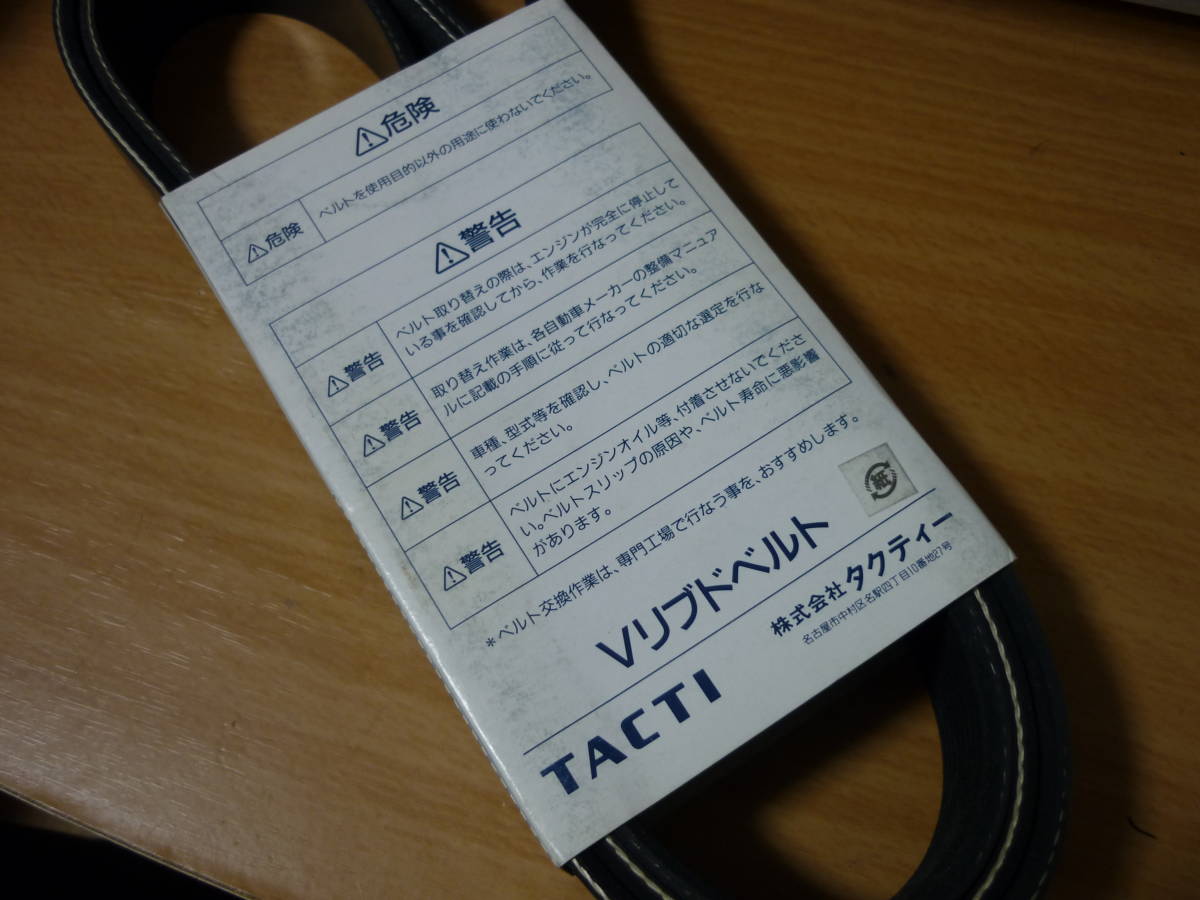 ⚠危険
⚠危険
ベルトを使用目的以外の用途に使わないでください。
⚠警告
⚠警告
ベルト取り替えの際は、エンジンが完全に停止して
いる事を確認してから、作業を行なってください。
⚠警告
取り替え作業は、各自動車メーカーの整備マニュア
ルに記載の手順に従って行なってください。
⚠警告
車種、型式等を確認し、ベルトの適切な選定を行な
ってください。
⚠警告
ベルトにエンジンオイル等、付着させないでくださ
い。ベルトスリップの原因や、ベルト寿命に悪影響
があります。
*ベルト交換作業は、専門工場で行なう事を、おすすめします。
紙
Vリブドベルト
TACTI
株式会社タクティー
名古屋市中村区名駅四丁目10番地27号